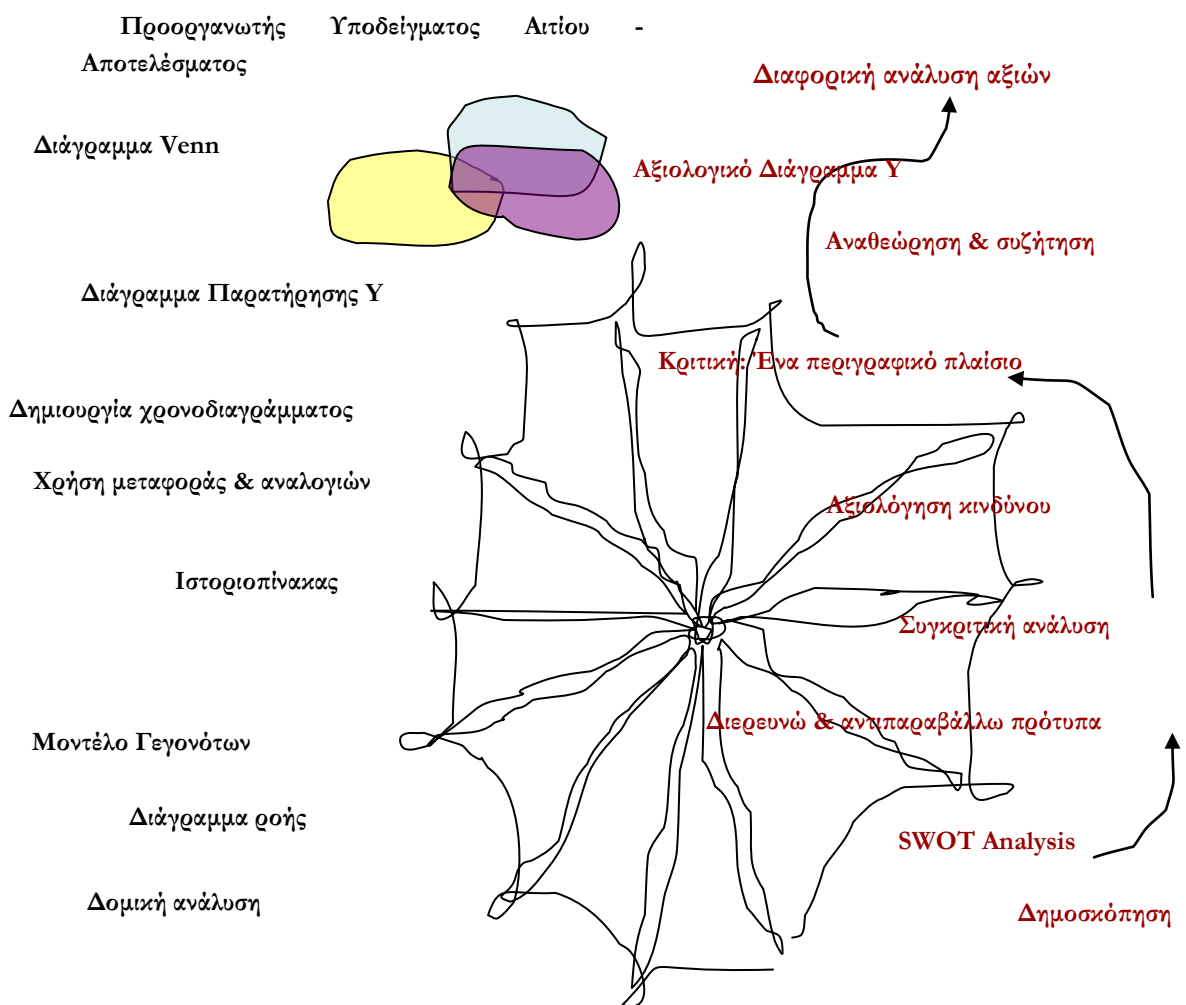 Προοργανωτής Υποδείγματος Αιτίου -
Αποτελέσματος
Διαφορική ανάλυση αξιών
Διάγραμμα Venn
Αξιολογικό Διάγραμμα Υ
Αναθεώρηση & συζήτηση
Διάγραμμα Παρατήρησης Υ
Κριτική: Ένα περιγραφικό πλαίσιο
Δημιουργία χρονοδιαγράμματος
Χρήση μεταφοράς & αναλογιών
Αξιολόγηση κινδύνου
Ιστοριοπίνακας
Συγκριτική ανάλυση
Διερευνώ & αντιπαραβάλλω πρότυπα
Μοντέλο Γεγονότων
Διάγραμμα ροής
SWOT Analysis
Δομική ανάλυση
Δημοσκόπηση